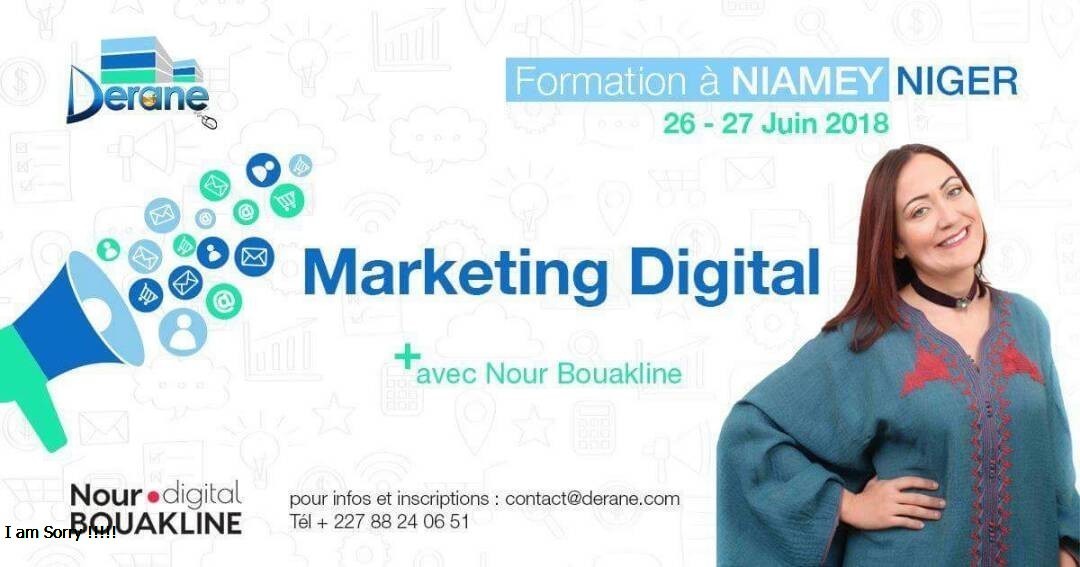 Derane
Formation à NIAMEY NIGER
26 - 27 Juin 2018
Marketing Digital
+avec Nour Bouakline
Nour•digital
BOUAKLINE
I am Sorry !!!!!
pour infos et inscriptions : contact@derane.com
Tél + 227 88 24 06 51